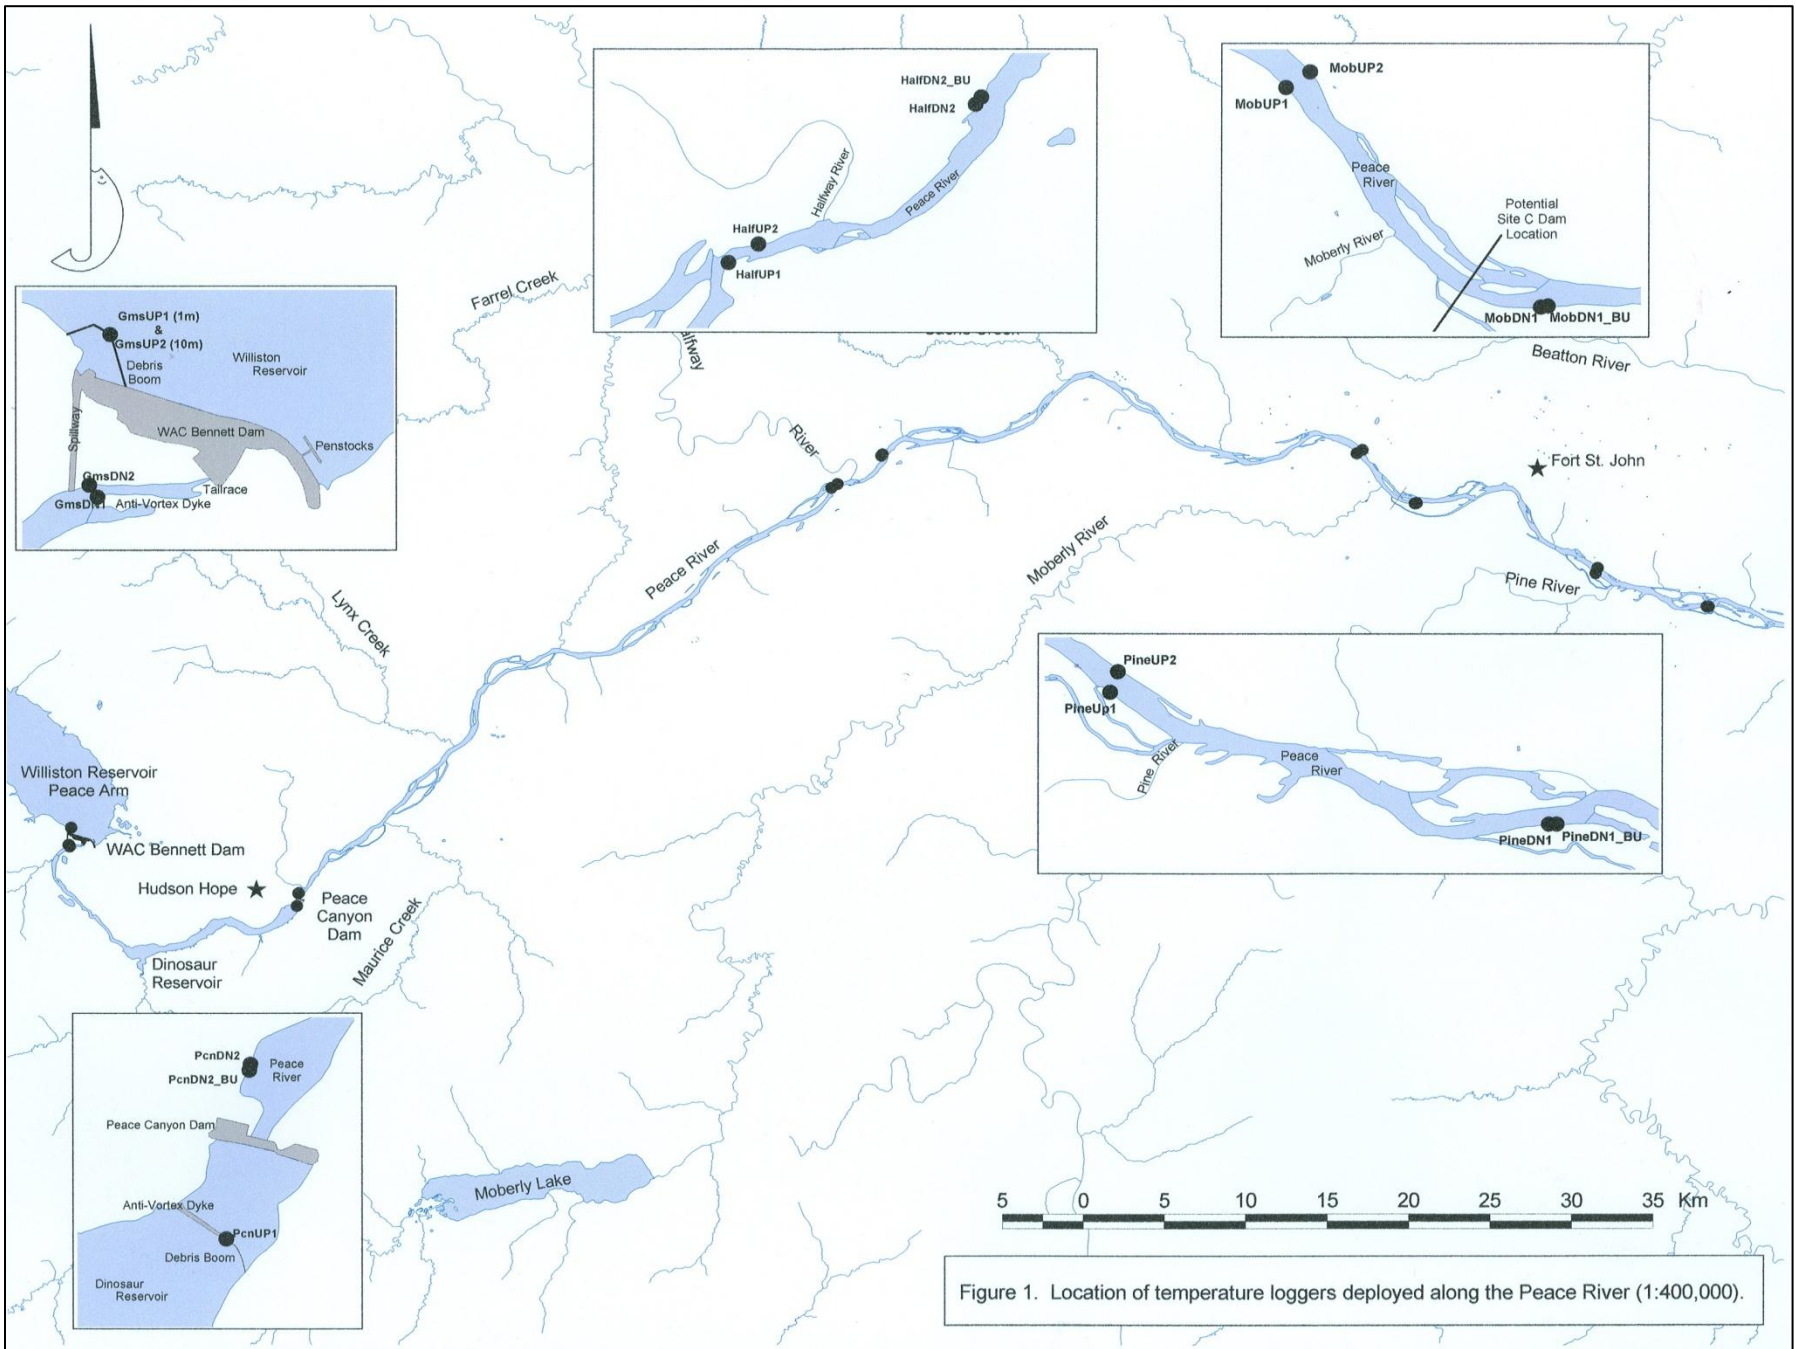 HalfDN2_BU
HalfDN2
Halfway River
Peace River
HalfUP2
HalfUP1
MobUP2
MobUP1
Peace
River
Potential
Site C Dam
Location
Moberly River
MobDN1
MobDN1_BU
Farrel Creek
GmsUP1 (1m)
&
GmsUP2 (10m)
Debris
Boom
Williston
Reservoir
Spillway
WAC Bennett Dam
Penstocks
GmsDN2
Tailrace
GmsDN1
Anti-Vortex Dyke
alfway
River
Beatton River
Fort St. John
Peace River
Moberly River
Pine River
Lynx Creek
PineUP2
PineUp1
Pine River
Peace
River
PineDN1
PineDN1_BU
Williston Reservoir
Peace Arm
WAC Bennett Dam
Hudson Hope
Peace
Canyon
Dam
Maurice Creek
Dinosaur
Reservoir
PcnDN2
PcnDN2_BU
Peace
River
Peace Canyon Dam
Anti-Vortex Dyke
PcnUP1
Debris Boom
Dinosaur
Reservoir
Moberly Lake
5 0 5 10 15 20 25 30 35 Km
Figure 1. Location of temperature loggers deployed along the Peace River (1:400,000).